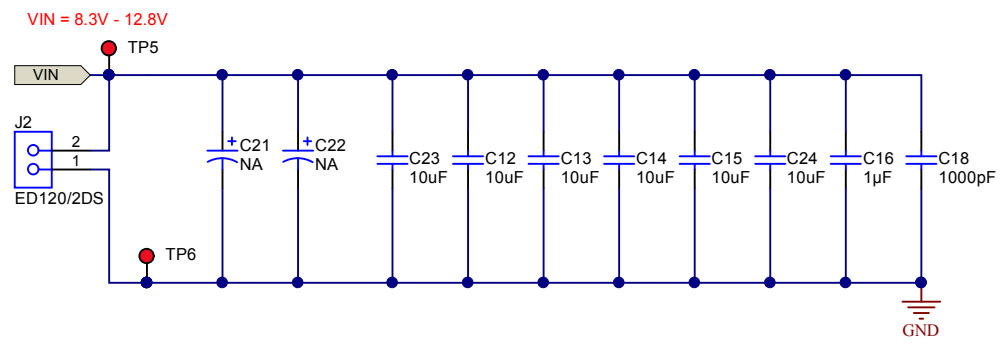 VIN = 8.3V - 12.8V
TP5
VIN
J2
2
1
ED120/2DS
+ C21
NA
+ C22
NA
C23
10uF
C12
10uF
C13
10uF
C14
10uF
C15
10uF
C24
10uF
C16
1µF
C18
1000pF
TP6
GND